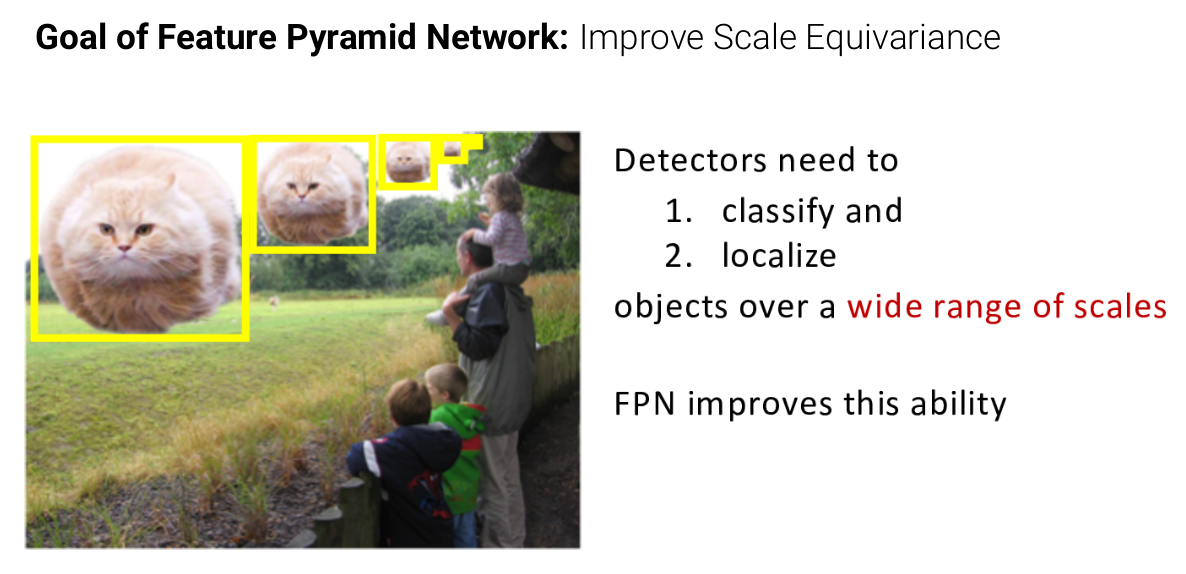 Goal of Feature Pyramid Network: Improve Scale Equivariance
Detectors need to
1. classify and
2. localize
objects over a wide range of scales
FPN improves this ability